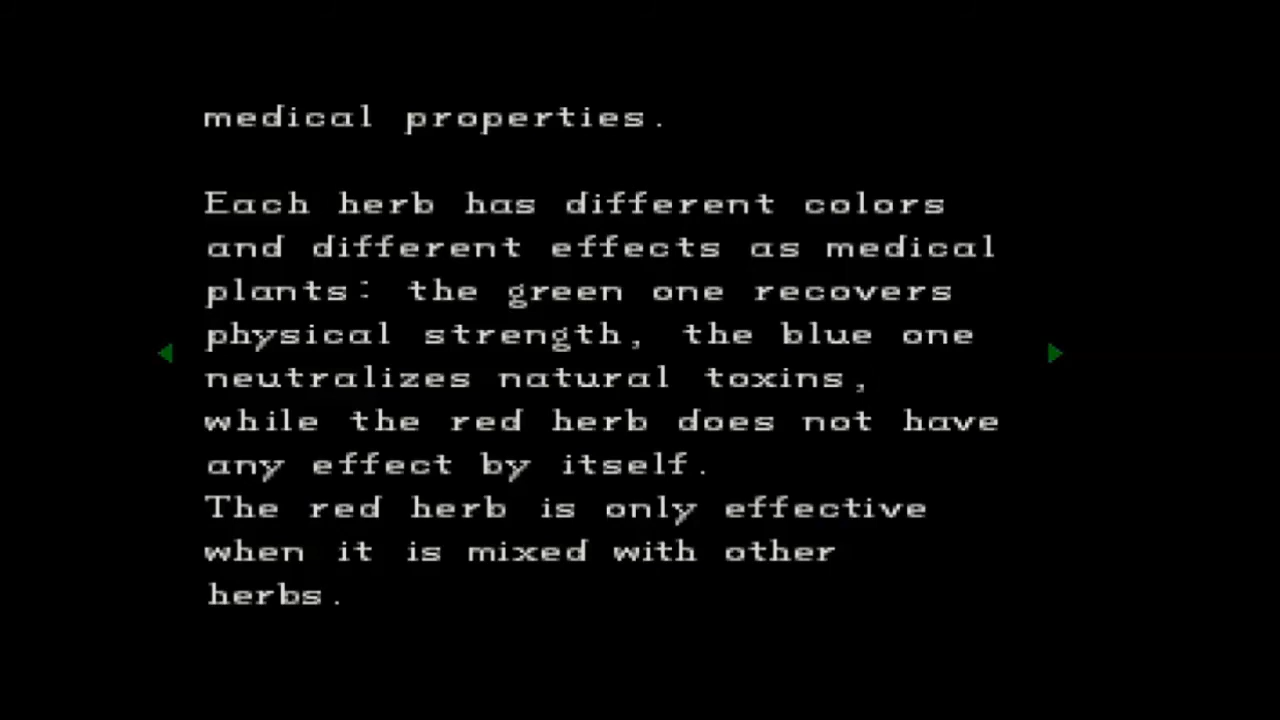 medical properties.
Each herb has different colors
and different effects as medical
plants: the green one recovers
physical strength, the blue one
neutralizes natural toxins,
while the red herb does not have
any effect by itself.
The red herb is only effective
when it is mixed with other
herbs.